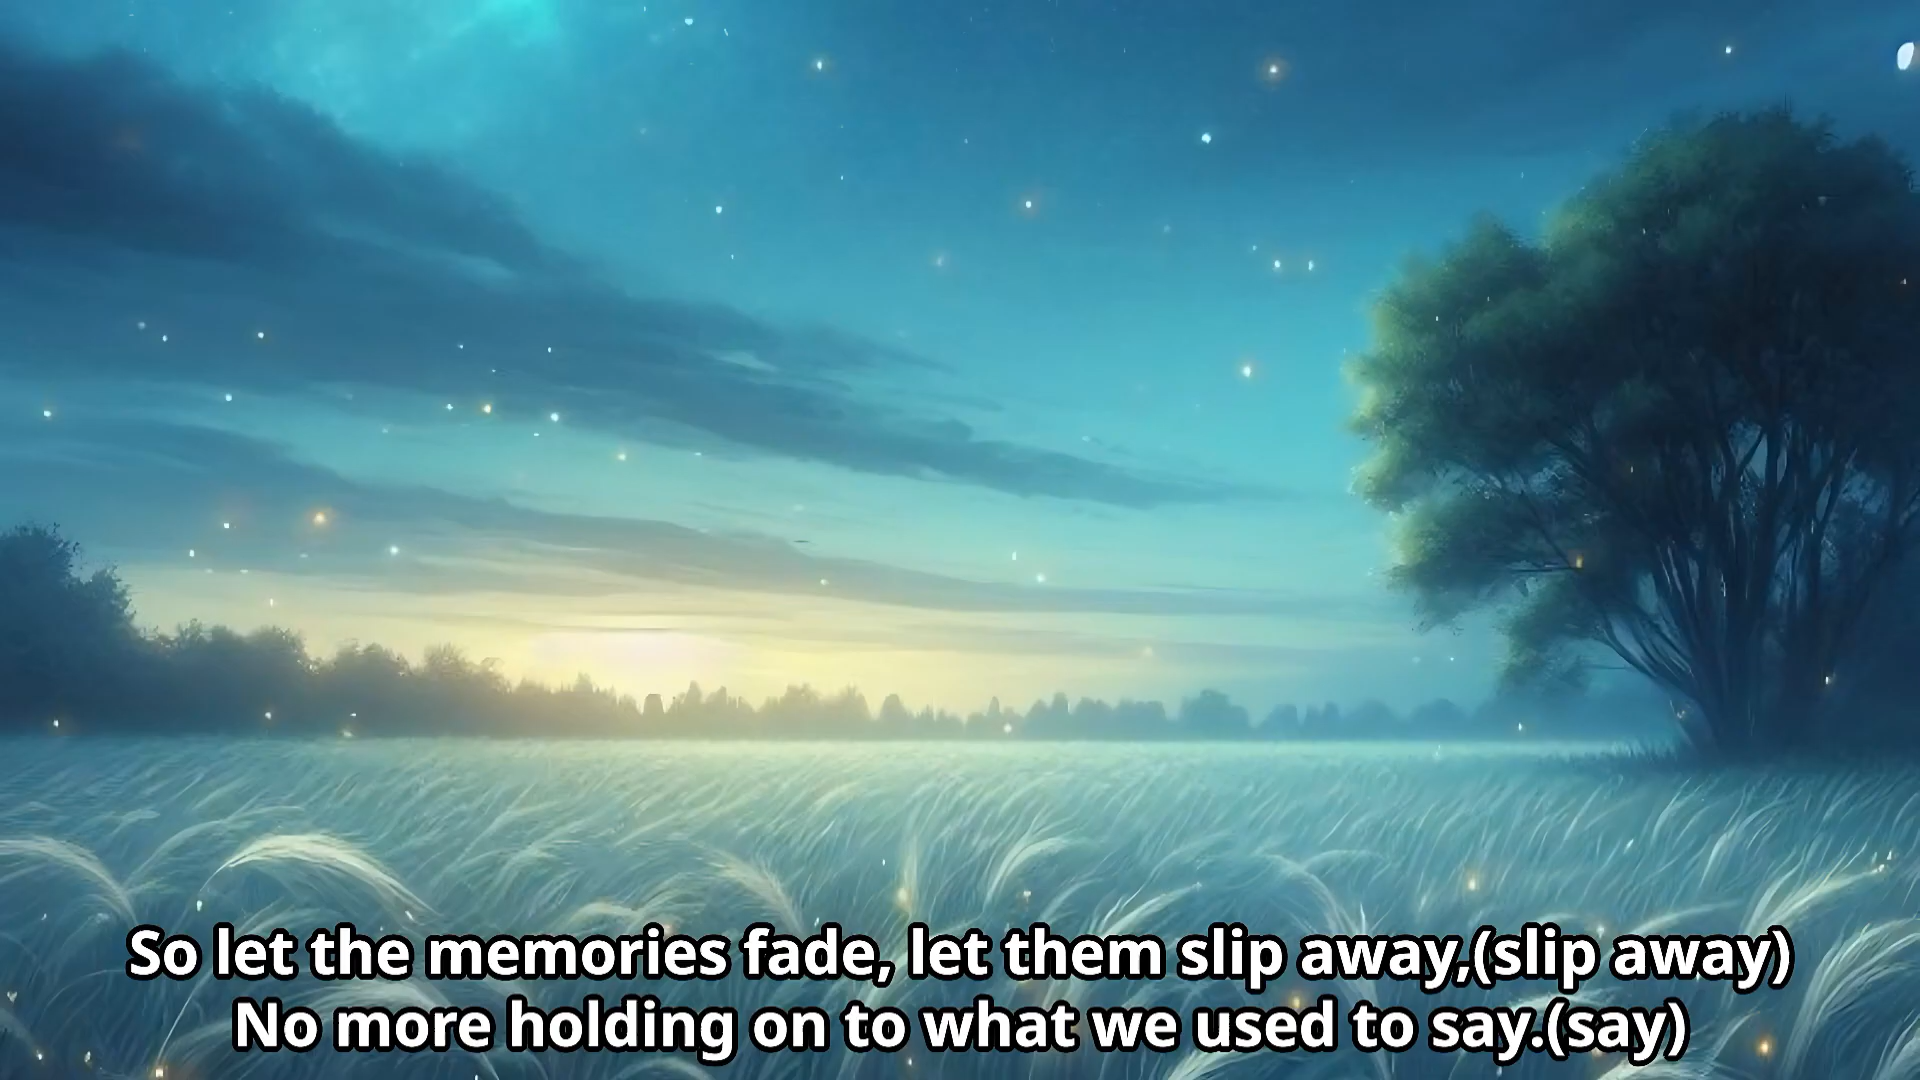 So let the memories fade, let them slip away,(slip away)
No more holding on to what we used to say.(say)